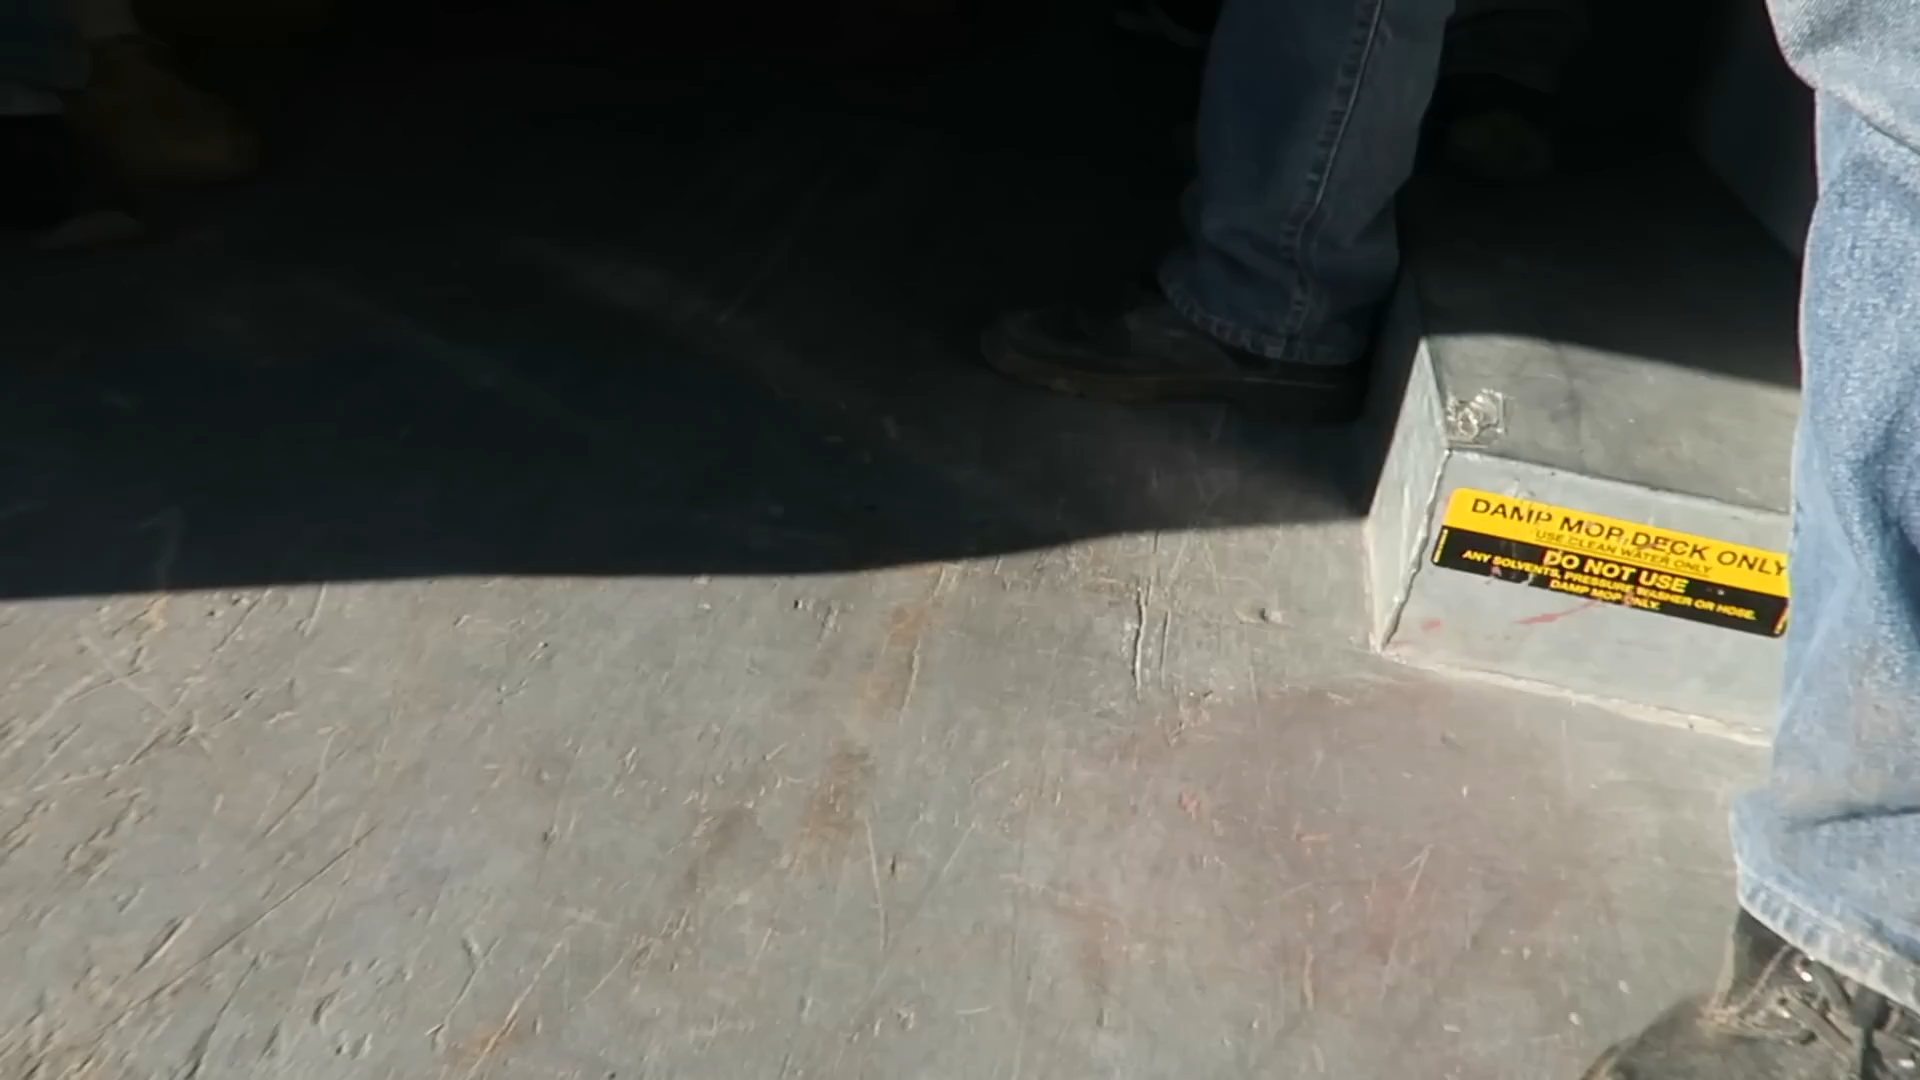 DAMP MOP DECK ONLY
USE CLEAN WATER ONLY
DO NOT USE
ANY SOLVENTS, PRESSURE WASHER OR HOSE.
DAMP MOP ONLY.